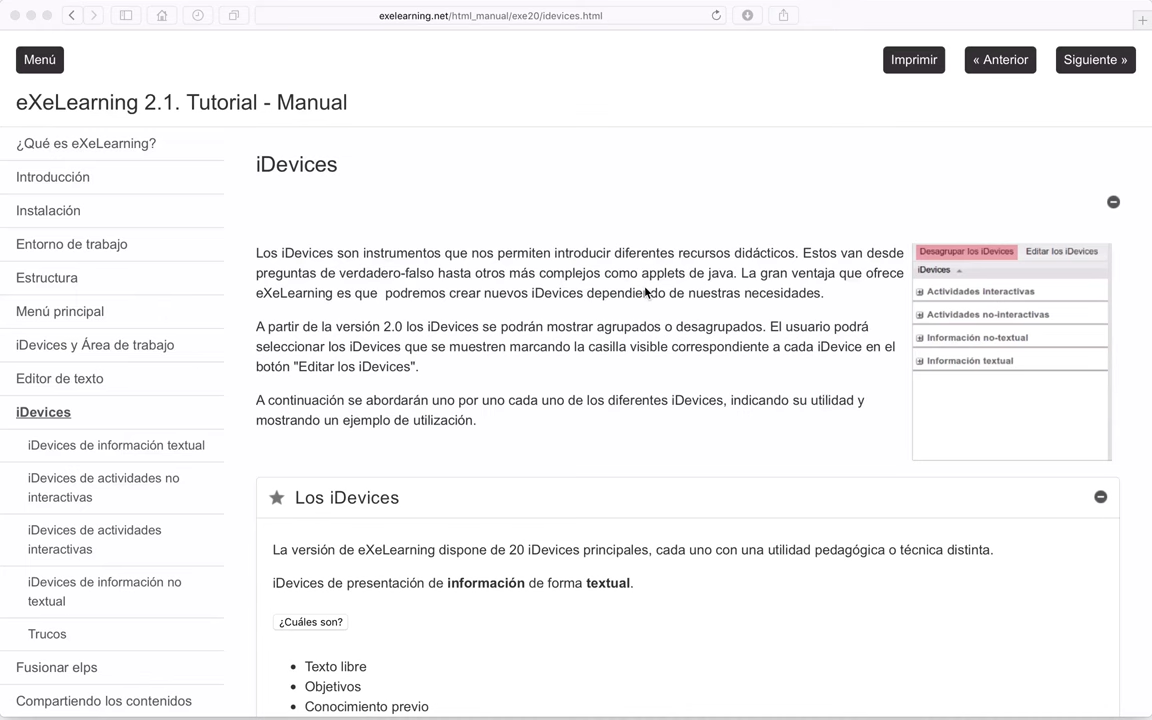 exelearning.net/html_manual/exe20/idevices.html
Menú
Imprimir
« Anterior
Siguiente »
eXeLearning 2.1. Tutorial - Manual
¿Qué es eXeLearning?
Introducción
Instalación
Entorno de trabajo
Estructura
Menú principal
iDevices y Área de trabajo
Editor de texto
iDevices
iDevices de información textual
iDevices de actividades no
interactivas
iDevices de actividades
interactivas
iDevices de información no
textual
Trucos
Fusionar elps
Compartiendo los contenidos
iDevices
Los iDevices son instrumentos que nos permiten introducir diferentes recursos didácticos. Estos van desde
preguntas de verdadero-falso hasta otros más complejos como applets de java. La gran ventaja que ofrece
eXeLearning es que podremos crear nuevos iDevices dependiendo de nuestras necesidades.
A partir de la versión 2.0 los iDevices se podrán mostrar agrupados o desagrupados. El usuario podrá
seleccionar los iDevices que se muestren marcando la casilla visible correspondiente a cada iDevice en el
botón "Editar los iDevices".
A continuación se abordarán uno por uno cada uno de los diferentes iDevices, indicando su utilidad y
mostrando un ejemplo de utilización.
Desagrupar los iDevices
Editar los iDevices
iDevices
Actividades interactivas
Actividades no-interactivas
Información no-textual
Información textual
Los iDevices
La versión de eXeLearning dispone de 20 iDevices principales, cada uno con una utilidad pedagógica o técnica distinta.
iDevices de presentación de información de forma textual.
¿Cuáles son?
Texto libre
Objetivos
Conocimiento previo